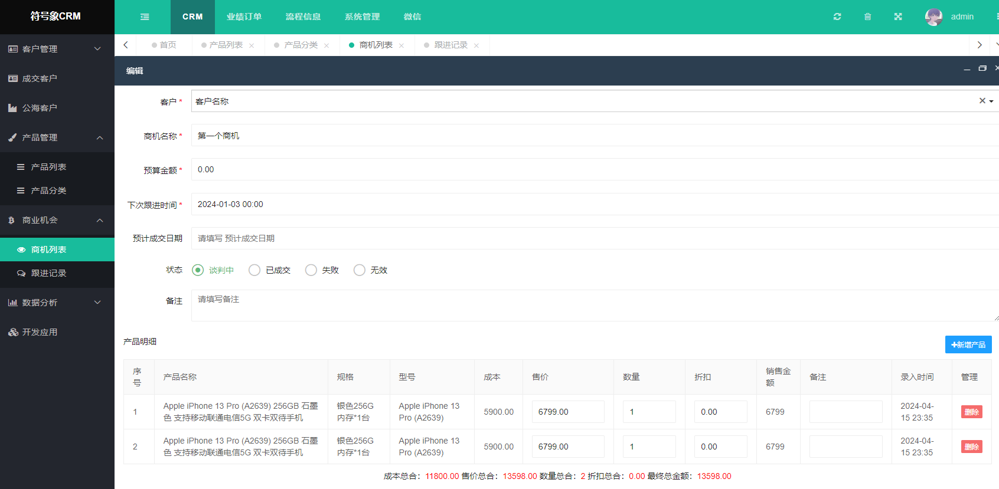 符号象CRM
CRM 业绩订单 流程信息 系统管理 微信 admin
首页 产品列表 产品分类 商机列表 跟进记录
客户管理
成交客户
公海客户
产品管理
产品列表
产品分类
商业机会
商机列表
跟进记录
数据分析
开发应用
编辑
客户 * 客户名称
商机名称 * 第一个商机
预算金额 * 0.00
下次跟进时间 * 2024-01-03 00:00
预计成交日期 请填写 预计成交日期
状态 谈判中 已成交 失败 无效
备注 请填写备注
产品明细 新增产品
序号 产品名称 规格 型号 成本 售价 数量 折扣 销售金额 备注 录入时间 管理
1 Apple iPhone 13 Pro (A2639) 256GB 石墨色 支持移动联通电信5G 双卡双待手机 银色256G内存*1台 Apple iPhone 13 Pro (A2639) 5900.00 6799.00 1 0.00 6799 2024-04-15 23:35 删除
2 Apple iPhone 13 Pro (A2639) 256GB 石墨色 支持移动联通电信5G 双卡双待手机 银色256G内存*1台 Apple iPhone 13 Pro (A2639) 5900.00 6799.00 1 0.00 6799 2024-04-15 23:35 删除
成本总合：11800.00 售价总合：13598.00 数量总合：2 折扣总合：0.00 最终总金额：13598.00